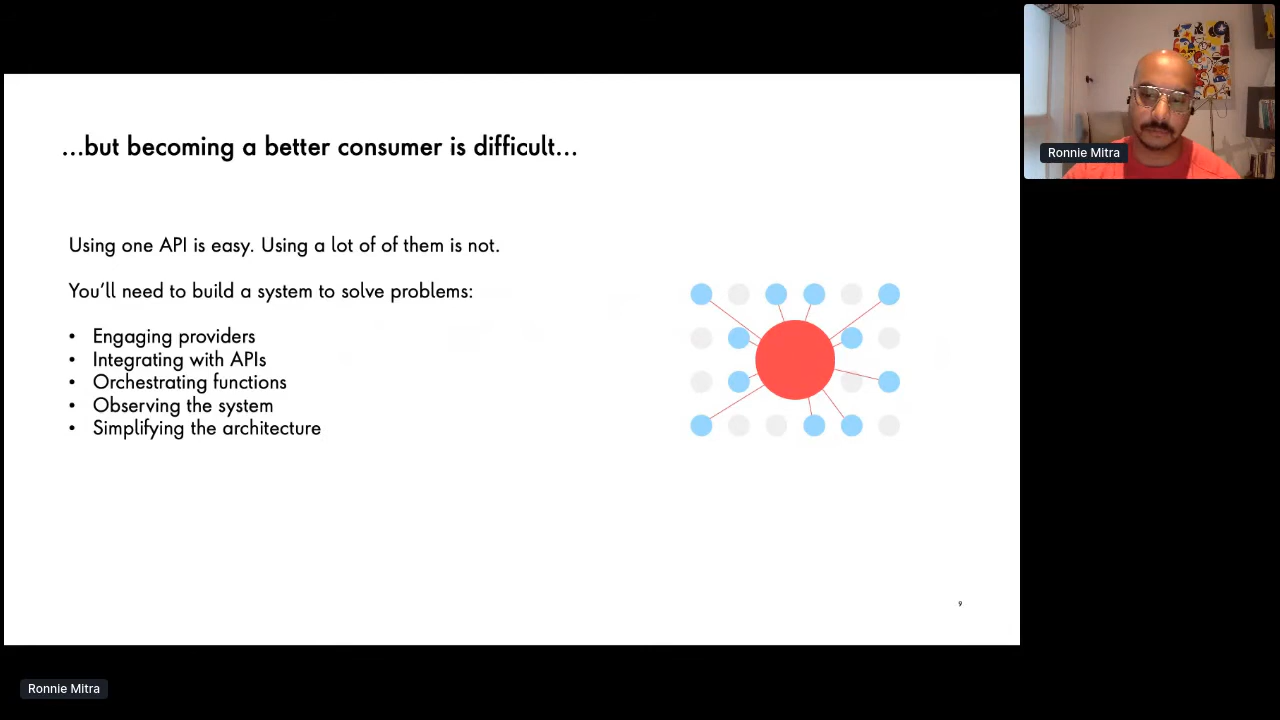 ...but becoming a better consumer is difficult...
Using one API is easy. Using a lot of of them is not.
You'll need to build a system to solve problems:
• Engaging providers
• Integrating with APIs
• Orchestrating functions
• Observing the system
• Simplifying the architecture
9
Ronnie Mitra
Ronnie Mitra